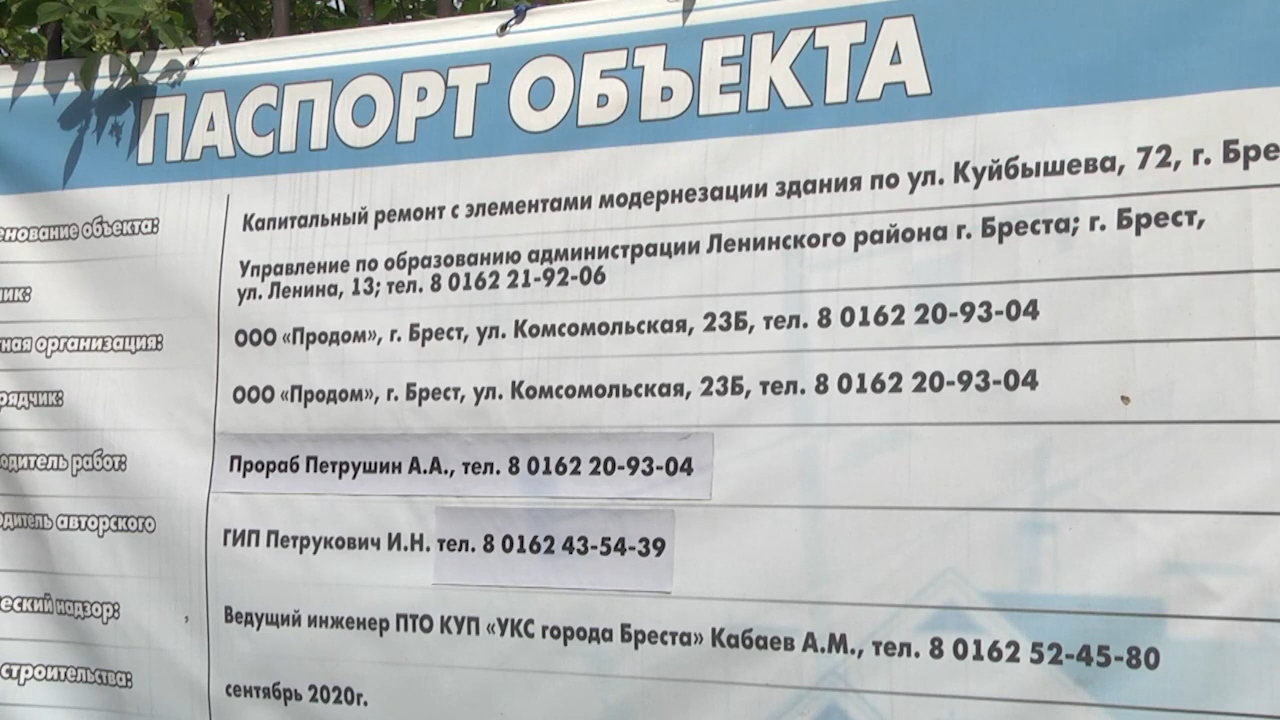 ПАСПОРТ ОБЪЕКТА
енование объекта: Капитальный ремонт с элементами модернезации здания по ул. Куйбышева, 72, г. Бре
ик: Управление по образованию администрации Ленинского района г. Бреста; г. Брест,
ул. Ленина, 13; тел. 8 0162 21-92-06
ная организация: ООО «Продом», г. Брест, ул. Комсомольская, 23Б, тел. 8 0162 20-93-04
рядчик: ООО «Продом», г. Брест, ул. Комсомольская, 23Б, тел. 8 0162 20-93-04
одитель работ: Прораб Петрушин А.А., тел. 8 0162 20-93-04
одитель авторского ГИП Петрукович И.Н. тел. 8 0162 43-54-39
еский надзор: Ведущий инженер ПТО КУП «УКС города Бреста» Кабаев А.М., тел. 8 0162 52-45-80
строительства: сентябрь 2020г.